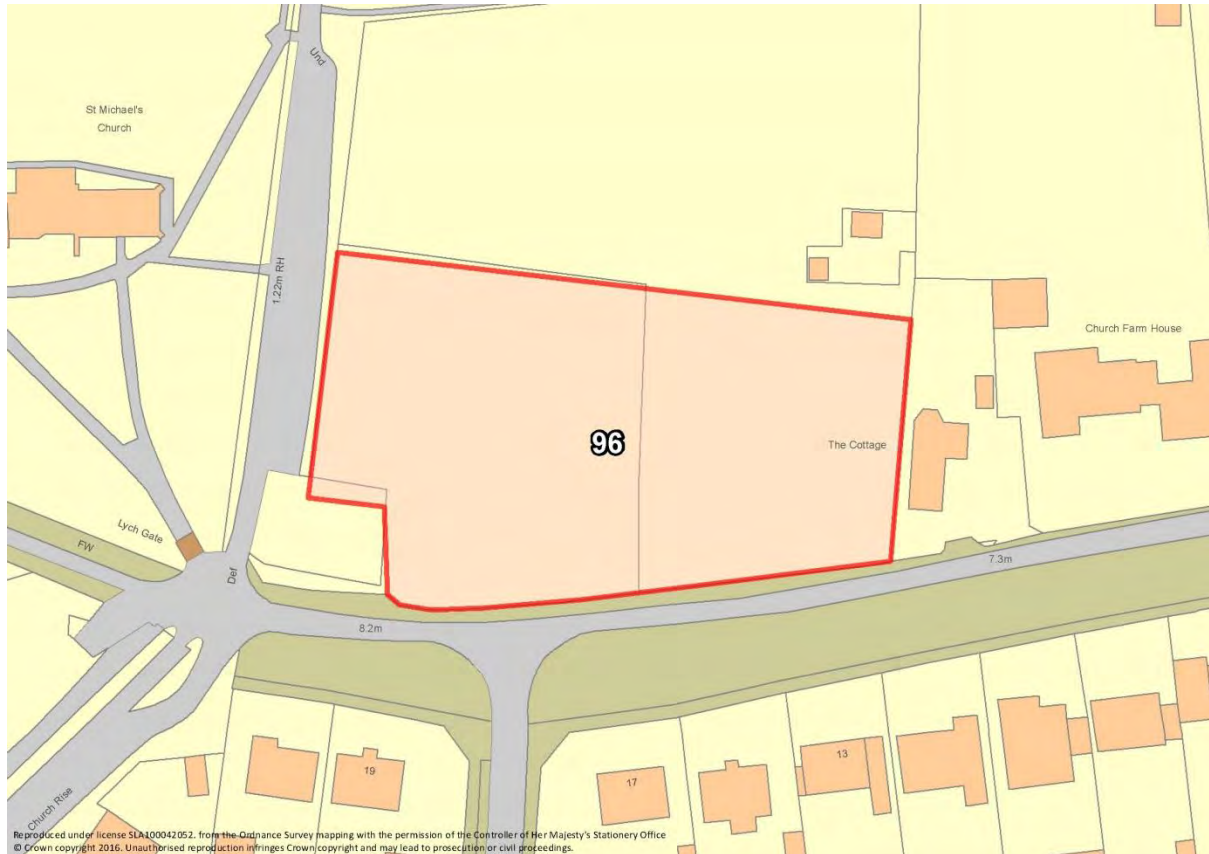 Und
St Michael's
Church
1.22m RH
Church Farm House
96
The Cottage
Lych Gate
FW
Def
7.3m
8.2m
19
17
13
Church Rise
Reproduced under license SLA100042052. from the Ordnance Survey mapping with the permission of the Controller of Her Majesty's Stationery Office
© Crown copyright 2016. Unauthorised reproduction infringes Crown copyright and may lead to prosecution or civil proceedings.